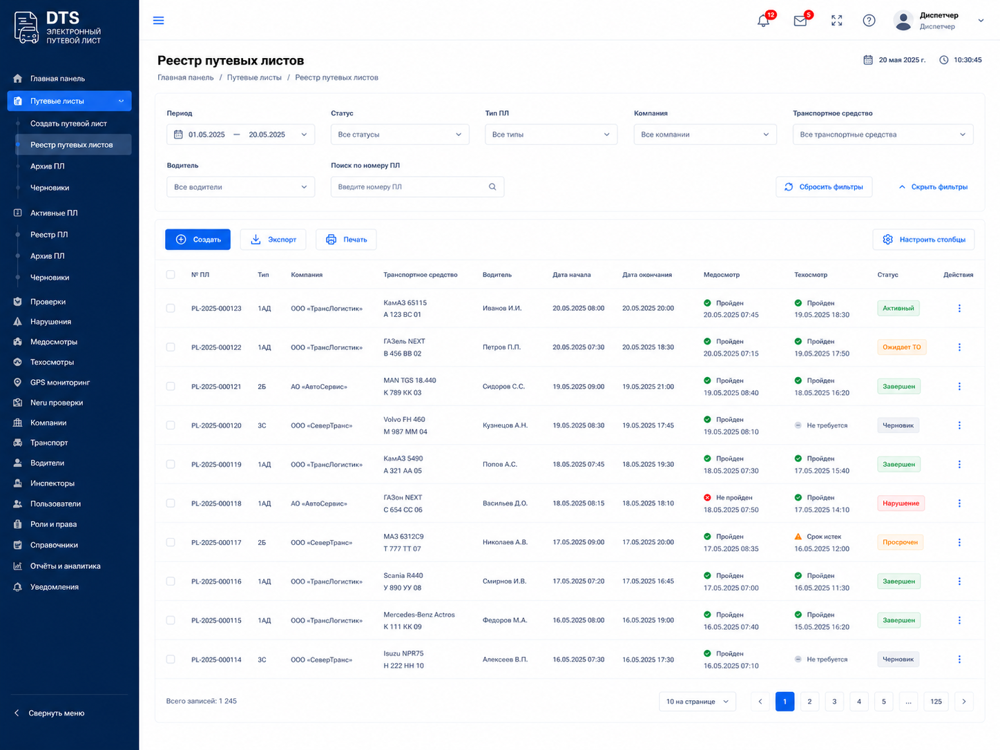 DTS
ЭЛЕКТРОННЫЙ
ПУТЕВОЙ ЛИСТ
Главная панель
Путевые листы
Создать путевой лист
Реестр путевых листов
Архив ПЛ
Черновики
Активные ПЛ
Реестр ПЛ
Архив ПЛ
Черновики
Проверки
Нарушения
Медосмотры
Техосмотры
GPS мониторинг
Neru проверки
Компании
Транспорт
Водители
Инспекторы
Пользователи
Роли и права
Справочники
Отчёты и аналитика
Уведомления
Свернуть меню
12
5
Диспетчер
Диспетчер
Реестр путевых листов
20 мая 2025 г.
10:30:45
Главная панель / Путевые листы / Реестр путевых листов
Период
Статус
Тип ПЛ
Компания
Транспортное средство
01.05.2025 — 20.05.2025
Все статусы
Все типы
Все компании
Все транспортные средства
Водитель
Поиск по номеру ПЛ
Все водители
Введите номеру ПЛ
Сбросить фильтры
Скрыть фильтры
Создать
Экспорт
Печать
Настроить столбцы
№ ПЛ Тип Компания Транспортное средство Водитель Дата начала Дата окончания Медосмотр Техосмотр Статус Действия
КамАЗ 65115 Пройден Пройден
PL-2025-000123 1АД ООО «ТрансЛогистик» Иванов И.И. 20.05.2025 08:00 20.05.2025 20:00 Активный
А 123 ВС 01 20.05.2025 07:45 19.05.2025 18:30
ГАЗель NEXT Пройден Пройден
PL-2025-000122 1АД ООО «ТрансЛогистик» Петров П.П. 20.05.2025 07:30 20.05.2025 18:30 Ожидает ТО
В 456 ВВ 02 20.05.2025 07:15 19.05.2025 17:50
MAN TGS 18.440 Пройден Пройден
PL-2025-000121 2Б АО «АвтоСервис» Сидоров С.С. 19.05.2025 09:00 19.05.2025 21:00 Завершен
К 789 КК 03 19.05.2025 08:40 18.05.2025 16:20
Volvo FH 460 Пройден
PL-2025-000120 3С ООО «СеверТранс» Кузнецов А.Н. 19.05.2025 08:30 19.05.2025 17:45 Не требуется Черновик
М 987 ММ 04 19.05.2025 08:10
КамАЗ 5490 Пройден Пройден
PL-2025-000119 1АД ООО «ТрансЛогистик» Попов А.С. 18.05.2025 07:45 18.05.2025 19:30 Завершен
А 321 АА 05 18.05.2025 07:30 17.05.2025 15:40
ГАЗон NEXT Не пройден Пройден
PL-2025-000118 1АД АО «АвтоСервис» Васильев Д.О. 18.05.2025 08:15 18.05.2025 18:10 Нарушение
С 654 СС 06 18.05.2025 07:50 17.05.2025 14:10
МАЗ 6312С9 Пройден Срок истек
PL-2025-000117 2Б ООО «СеверТранс» Николаев А.В. 17.05.2025 09:00 17.05.2025 20:00 Просрочен
Т 777 ТТ 07 17.05.2025 08:35 16.05.2025 12:00
Scania R440 Пройден Пройден
PL-2025-000116 1АД ООО «ТрансЛогистик» Смирнов И.В. 17.05.2025 07:20 17.05.2025 16:45 Завершен
У 890 УУ 08 17.05.2025 07:00 16.05.2025 11:30
Mercedes-Benz Actros Пройден Пройден
PL-2025-000115 1АД ООО «ТрансЛогистик» Федоров М.А. 16.05.2025 08:00 16.05.2025 19:00 Завершен
К 111 КК 09 16.05.2025 07:40 15.05.2025 16:20
Isuzu NPR75 Пройден
PL-2025-000114 3С ООО «СеверТранс» Алексеев В.П. 16.05.2025 07:30 16.05.2025 17:30 Не требуется Черновик
Н 222 НН 10 16.05.2025 07:10
Всего записей: 1 245
10 на странице
1 2 3 4 5 ... 125